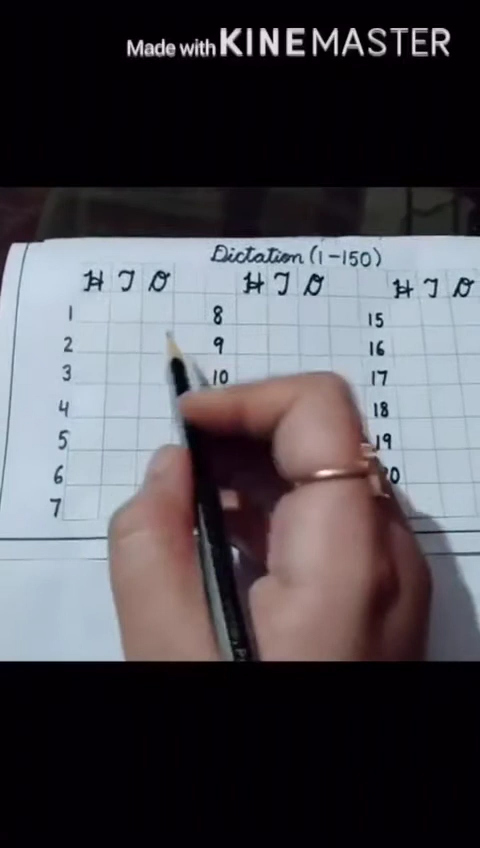 Made with KINEMASTER
Dictation (1-150)
H T O H T O H T O
1 8 15
2 9 16
3 10 17
4 18
5 19
6
7